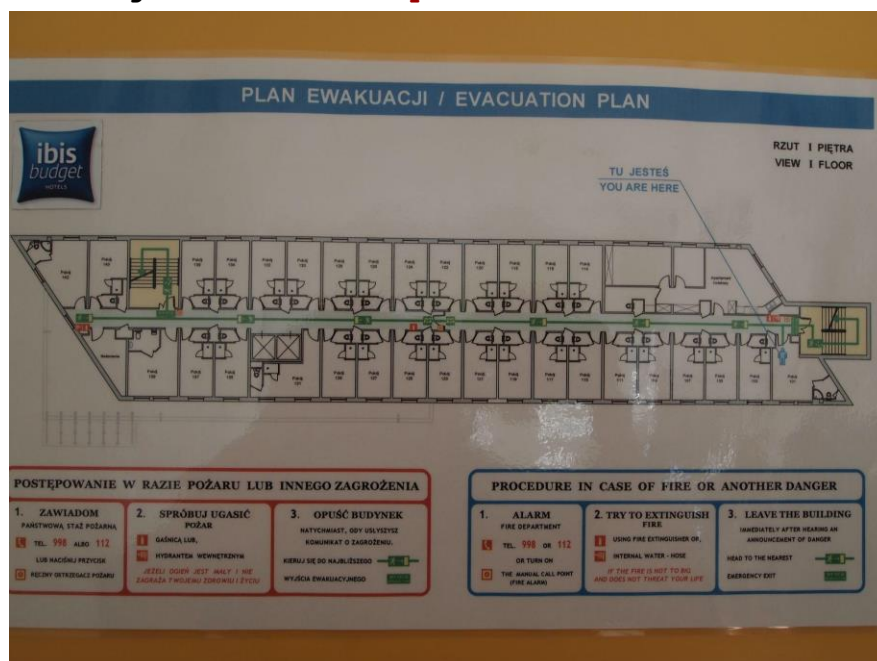 PLAN EWAKUACJI / EVACUATION PLAN
ibis
budget
HOTELS
RZUT I PIĘTRA
VIEW I FLOOR
TU JESTEŚ
YOU ARE HERE
POSTĘPOWANIE W RAZIE POŻARU LUB INNEGO ZAGROŻENIA
1. ZAWIADOM
PAŃSTWOWĄ STAŻ POŻARNĄ
TEL. 998 ALBO 112
LUB NACIŚNIJ PRZYCISK
RĘCZNY OSTRZEGACZ POŻARU
2. SPRÓBUJ UGASIĆ
POŻAR
GAŚNICĄ LUB,
HYDRANTEM WEWNĘTRZNYM
JEŻELI OGIEŃ JEST MAŁY I NIE
ZAGRAŻA TWOJEMU ZDROWIU I ŻYCIU
3. OPUŚĆ BUDYNEK
NATYCHMIAST, GDY USŁYSZYSZ
KOMUNIKAT O ZAGROŻENIU.
KIERUJ SIĘ DO NAJBLIŻSZEGO
WYJŚCIA EWAKUACYJNEGO
PROCEDURE IN CASE OF FIRE OR ANOTHER DANGER
1. ALARM
FIRE DEPARTMENT
TEL. 998 OR 112
OR TURN ON
THE MANUAL CALL POINT
(FIRE ALARM)
2. TRY TO EXTINGUISH
FIRE
USING FIRE EXTINGUISHER OR,
INTERNAL WATER - HOSE
IF THE FIRE IS NOT TO BIG
AND DOES NOT THREAT YOUR LIFE
3. LEAVE THE BUILDING
IMMEDIATELY AFTER HEARING AN
ANNOUNCEMENT OF DANGER
HEAD TO THE NEAREST
EMERGENCY EXIT